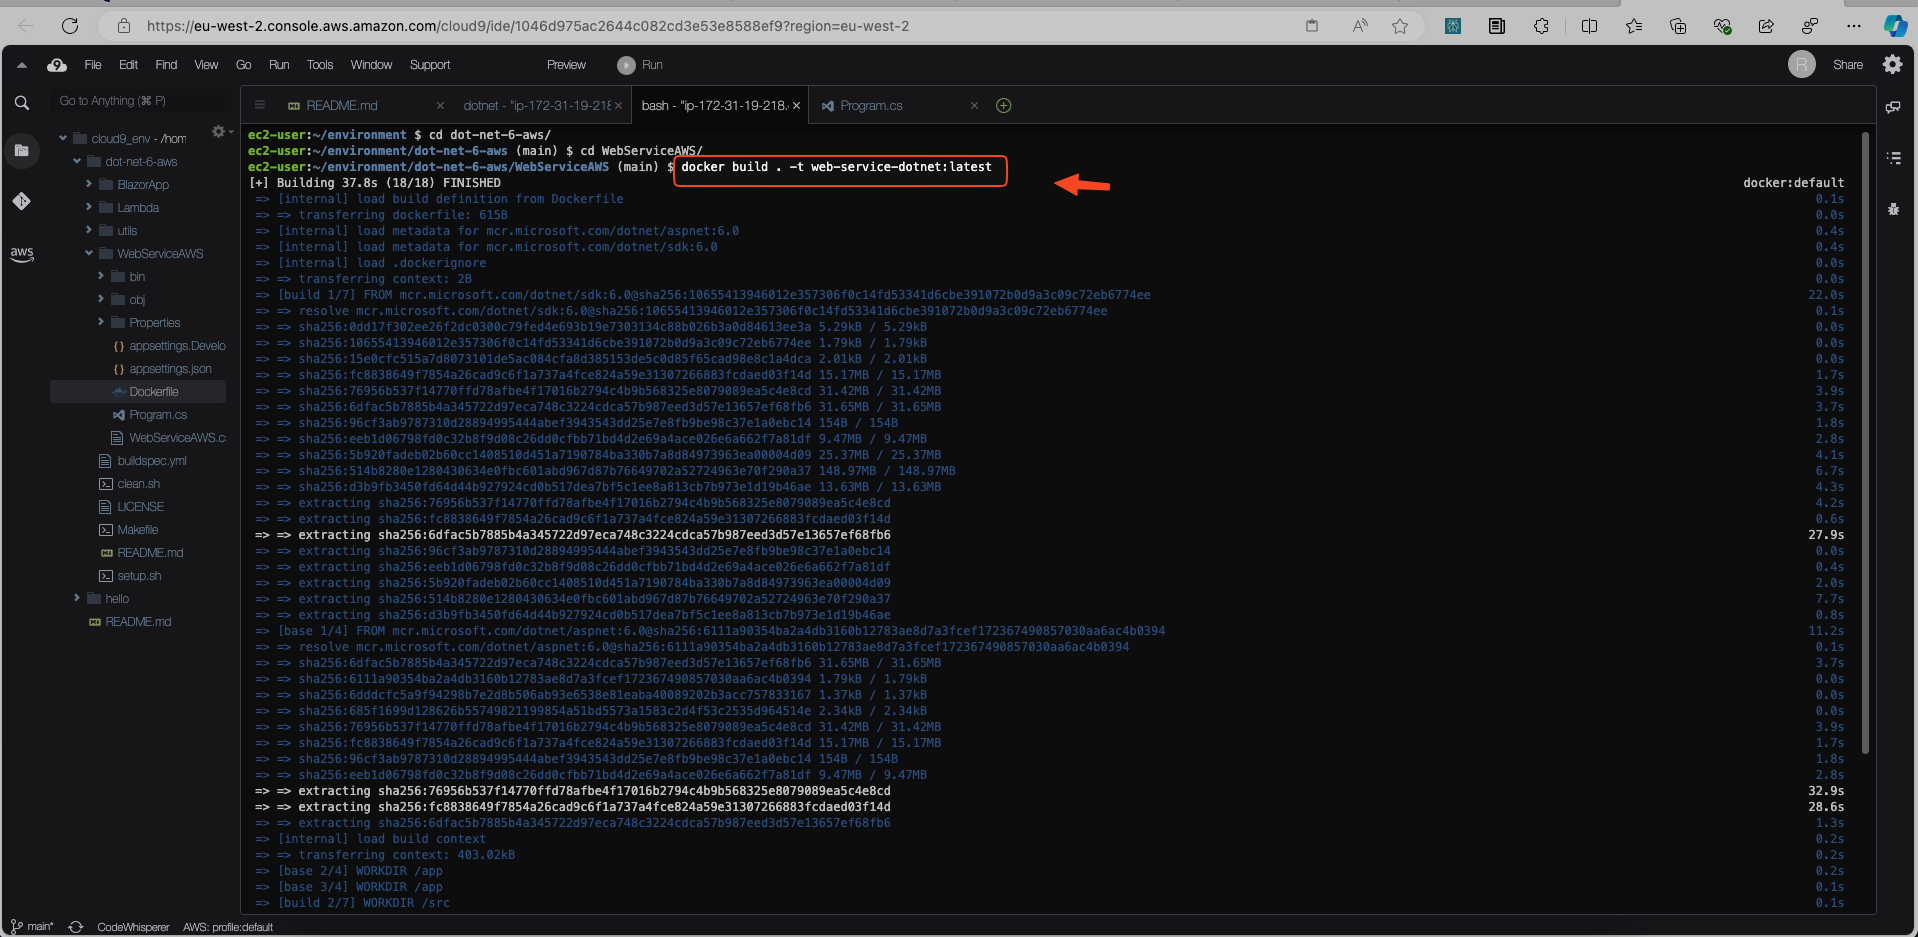 https://eu-west-2.console.aws.amazon.com/cloud9/ide/1046d975ac2644c082cd3e53e8588ef9?region=eu-west-2
File Edit Find View Go Run Tools Window Support Preview Run R Share
Go to Anything (⌘ P)
README.md
dotnet - "ip-172-31-19-218
bash - "ip-172-31-19-218.
Program.cs
cloud9_env - /hom
dot-net-6-aws
BlazorApp
Lambda
utils
aws
WebServiceAWS
bin
obj
Properties
appsettings.Develo
appsettings.json
Dockerfile
Program.cs
WebServiceAWS.c
buildspec.yml
clean.sh
LICENSE
Makefile
README.md
setup.sh
hello
README.md
ec2-user:~/environment $ cd dot-net-6-aws/
ec2-user:~/environment/dot-net-6-aws (main) $ cd WebServiceAWS/
ec2-user:~/environment/dot-net-6-aws/WebServiceAWS (main) $ docker build . -t web-service-dotnet:latest
[+] Building 37.8s (18/18) FINISHED docker:default
=> [internal] load build definition from Dockerfile 0.1s
=> => transferring dockerfile: 615B 0.0s
=> [internal] load metadata for mcr.microsoft.com/dotnet/aspnet:6.0 0.4s
=> [internal] load metadata for mcr.microsoft.com/dotnet/sdk:6.0 0.4s
=> [internal] load .dockerignore 0.0s
=> => transferring context: 2B 0.0s
=> [build 1/7] FROM mcr.microsoft.com/dotnet/sdk:6.0@sha256:10655413946012e357306f0c14fd53341d6cbe391072b0d9a3c09c72eb6774ee 22.0s
=> => resolve mcr.microsoft.com/dotnet/sdk:6.0@sha256:10655413946012e357306f0c14fd53341d6cbe391072b0d9a3c09c72eb6774ee 0.1s
=> => sha256:0dd17f302ee26f2dc0300c79fed4e693b19e7303134c88b026b3a0d84613ee3a 5.29kB / 5.29kB 0.0s
=> => sha256:10655413946012e357306f0c14fd53341d6cbe391072b0d9a3c09c72eb6774ee 1.79kB / 1.79kB 0.0s
=> => sha256:15e0cfc515a7d8073101de5ac084cfa8d385153de5c0d85f65cad98e8c1a4dca 2.01kB / 2.01kB 0.0s
=> => sha256:fc8838649f7854a26cad9c6f1a737a4fce824a59e31307266883fcdaed03f14d 15.17MB / 15.17MB 1.7s
=> => sha256:76956b537f14770ffd78afbe4f17016b2794c4b9b568325e8079089ea5c4e8cd 31.42MB / 31.42MB 3.9s
=> => sha256:6dfac5b7885b4a345722d97eca748c3224cdca57b987eed3d57e13657ef68fb6 31.65MB / 31.65MB 3.7s
=> => sha256:96cf3ab9787310d28894995444abef3943543dd25e7e8fb9be98c37e1a0ebc14 154B / 154B 1.8s
=> => sha256:eeb1d06798fd0c32b8f9d08c26dd0cfbb71bd4d2e69a4ace026e6a662f7a81df 9.47MB / 9.47MB 2.8s
=> => sha256:5b920fadeb02b60cc1408510d451a7190784ba330b7a8d84973963ea00004d09 25.37MB / 25.37MB 4.1s
=> => sha256:514b8280e1280430634e0fbc601abd967d87b76649702a52724963e70f290a37 148.97MB / 148.97MB 6.7s
=> => sha256:d3b9fb3450fd64d44b927924cd0b517dea7bf5c1ee8a813cb7b973e1d19b46ae 13.63MB / 13.63MB 4.3s
=> => extracting sha256:76956b537f14770ffd78afbe4f17016b2794c4b9b568325e8079089ea5c4e8cd 4.2s
=> => extracting sha256:fc8838649f7854a26cad9c6f1a737a4fce824a59e31307266883fcdaed03f14d 0.6s
=> => extracting sha256:6dfac5b7885b4a345722d97eca748c3224cdca57b987eed3d57e13657ef68fb6 27.9s
=> => extracting sha256:96cf3ab9787310d28894995444abef3943543dd25e7e8fb9be98c37e1a0ebc14 0.0s
=> => extracting sha256:eeb1d06798fd0c32b8f9d08c26dd0cfbb71bd4d2e69a4ace026e6a662f7a81df 0.4s
=> => extracting sha256:5b920fadeb02b60cc1408510d451a7190784ba330b7a8d84973963ea00004d09 2.0s
=> => extracting sha256:514b8280e1280430634e0fbc601abd967d87b76649702a52724963e70f290a37 7.7s
=> => extracting sha256:d3b9fb3450fd64d44b927924cd0b517dea7bf5c1ee8a813cb7b973e1d19b46ae 0.8s
=> [base 1/4] FROM mcr.microsoft.com/dotnet/aspnet:6.0@sha256:6111a90354ba2a4db3160b12783ae8d7a3fcef172367490857030aa6ac4b0394 11.2s
=> => resolve mcr.microsoft.com/dotnet/aspnet:6.0@sha256:6111a90354ba2a4db3160b12783ae8d7a3fcef172367490857030aa6ac4b0394 0.1s
=> => sha256:6dfac5b7885b4a345722d97eca748c3224cdca57b987eed3d57e13657ef68fb6 31.65MB / 31.65MB 3.7s
=> => sha256:6111a90354ba2a4db3160b12783ae8d7a3fcef172367490857030aa6ac4b0394 1.79kB / 1.79kB 0.0s
=> => sha256:6dddcfc5a9f94298b7e2d8b506ab93e6538e81eaba40089202b3acc757833167 1.37kB / 1.37kB 0.0s
=> => sha256:685f1699d128626b55749821199854a51bd5573a1583c2d4f53c2535d964514e 2.34kB / 2.34kB 0.0s
=> => sha256:76956b537f14770ffd78afbe4f17016b2794c4b9b568325e8079089ea5c4e8cd 31.42MB / 31.42MB 3.9s
=> => sha256:fc8838649f7854a26cad9c6f1a737a4fce824a59e31307266883fcdaed03f14d 15.17MB / 15.17MB 1.7s
=> => sha256:96cf3ab9787310d28894995444abef3943543dd25e7e8fb9be98c37e1a0ebc14 154B / 154B 1.8s
=> => sha256:eeb1d06798fd0c32b8f9d08c26dd0cfbb71bd4d2e69a4ace026e6a662f7a81df 9.47MB / 9.47MB 2.8s
=> => extracting sha256:76956b537f14770ffd78afbe4f17016b2794c4b9b568325e8079089ea5c4e8cd 32.9s
=> => extracting sha256:fc8838649f7854a26cad9c6f1a737a4fce824a59e31307266883fcdaed03f14d 28.6s
=> => extracting sha256:6dfac5b7885b4a345722d97eca748c3224cdca57b987eed3d57e13657ef68fb6 1.3s
=> [internal] load build context 0.2s
=> => transferring context: 403.02kB 0.2s
=> [base 2/4] WORKDIR /app 0.2s
=> [base 3/4] WORKDIR /app 0.1s
=> [build 2/7] WORKDIR /src 0.1s
main* CodeWhisperer AWS: profile:default